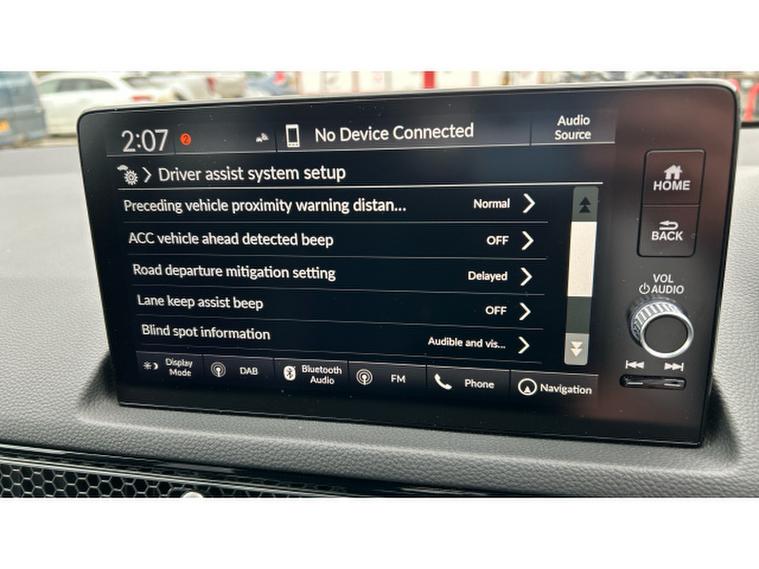 2:07 2 No Device Connected Audio Source
Driver assist system setup
Preceding vehicle proximity warning distan... Normal
ACC vehicle ahead detected beep OFF
Road departure mitigation setting Delayed
Lane keep assist beep OFF
Blind spot information Audible and vis...
Display Mode DAB Bluetooth Audio FM Phone Navigation
HOME
BACK
VOL
AUDIO